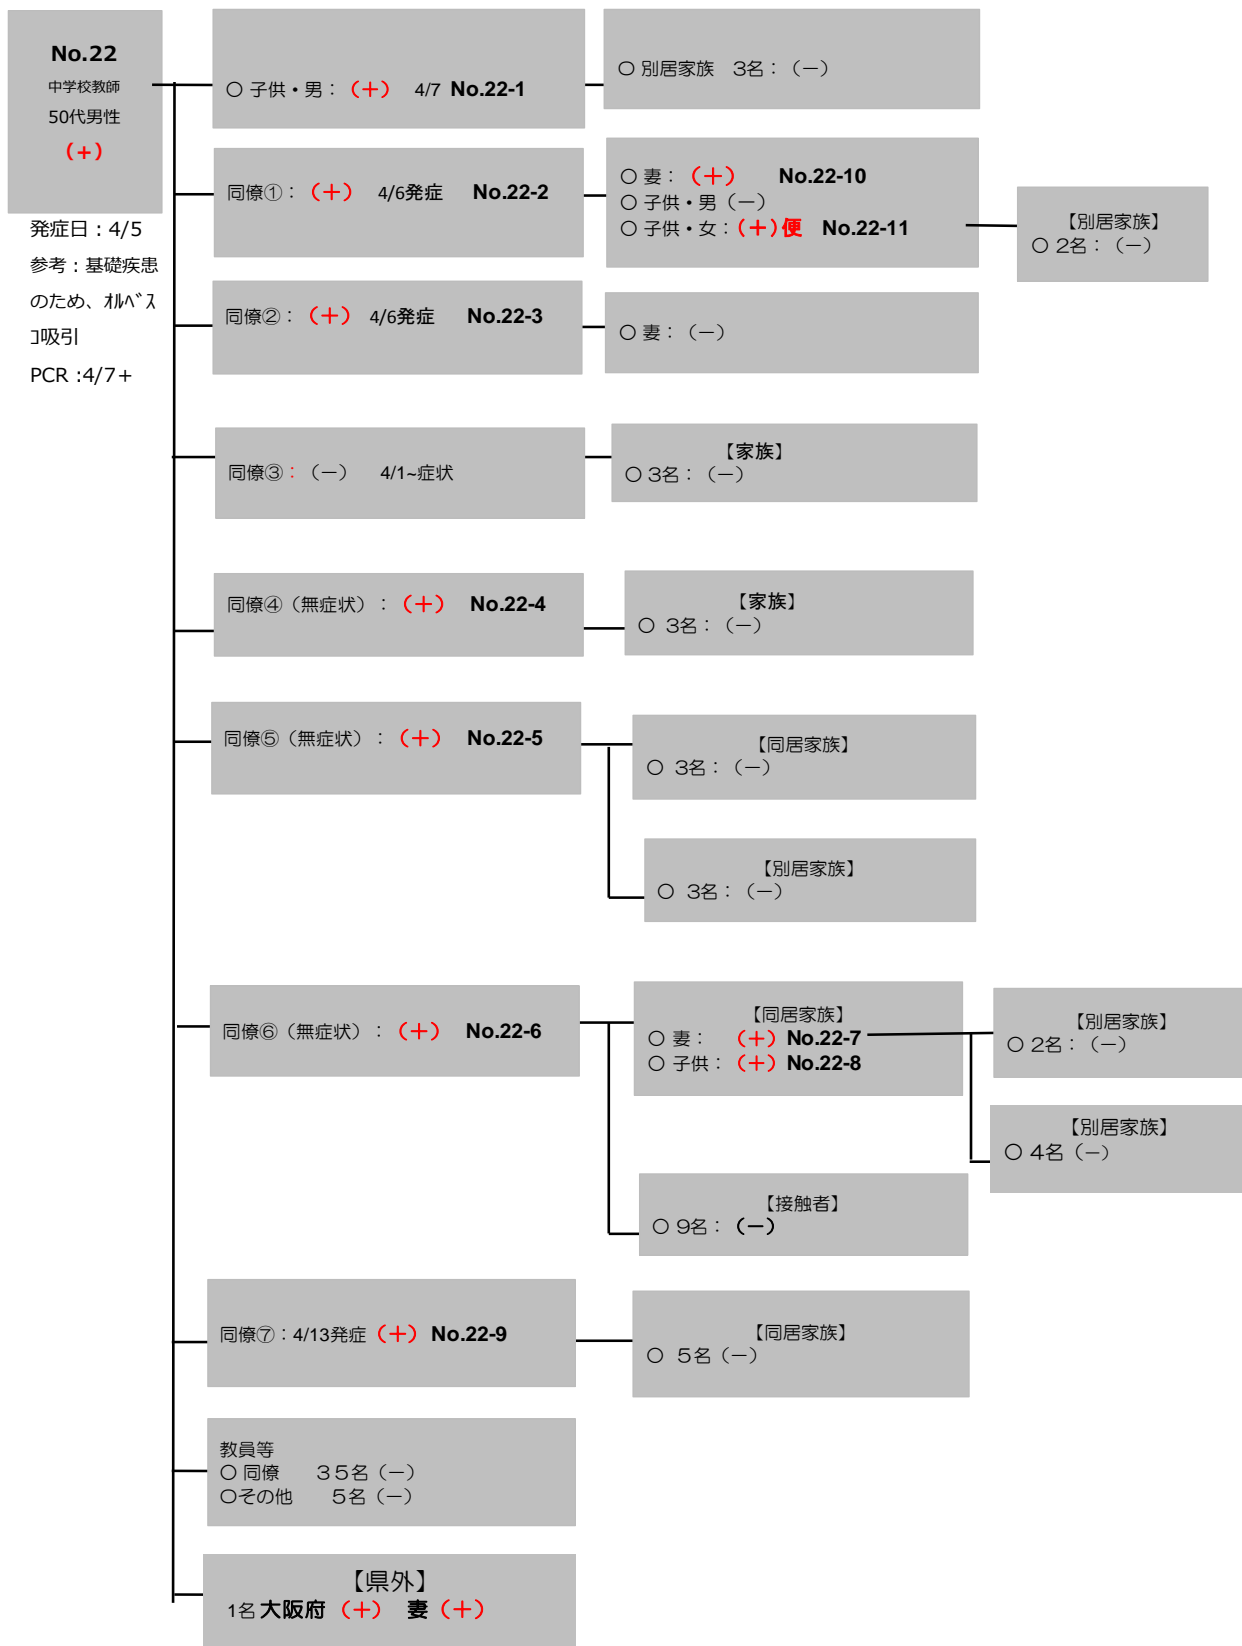 No.22
中学校教師
50代男性
（+）
発症日：4/5
参考：基礎疾患
のため、ｵﾙﾍﾞｽ
ｺ吸引
PCR :4/7+
○ 子供・男：（＋） 4/7 No.22-1
○ 別居家族　3名：（－）
同僚①：（＋） 4/6発症 No.22-2
○ 妻：（＋） No.22-10
○ 子供・男（－）
○ 子供・女：（＋）便 No.22-11
【別居家族】
○ 2名：（－）
同僚②：（＋） 4/6発症 No.22-3
○ 妻：（－）
同僚③：（－） 4/1~症状
【家族】
○ 3名：（－）
同僚④（無症状）：（＋） No.22-4
【家族】
○ 3名：（－）
同僚⑤（無症状）：（＋） No.22-5
【同居家族】
○ 3名：（－）
【別居家族】
○ 3名：（－）
同僚⑥（無症状）：（＋） No.22-6
【同居家族】
○ 妻：（＋）No.22-7
○ 子供：（＋）No.22-8
【別居家族】
○ 2名：（－）
【別居家族】
○ 4名（－）
【接触者】
○ 9名：（－）
同僚⑦：4/13発症（＋）No.22-9
【同居家族】
○ 5名（－）
教員等
○ 同僚　３５名（－）
○その他　５名（－）
【県外】
1名 大阪府（＋） 妻（＋）